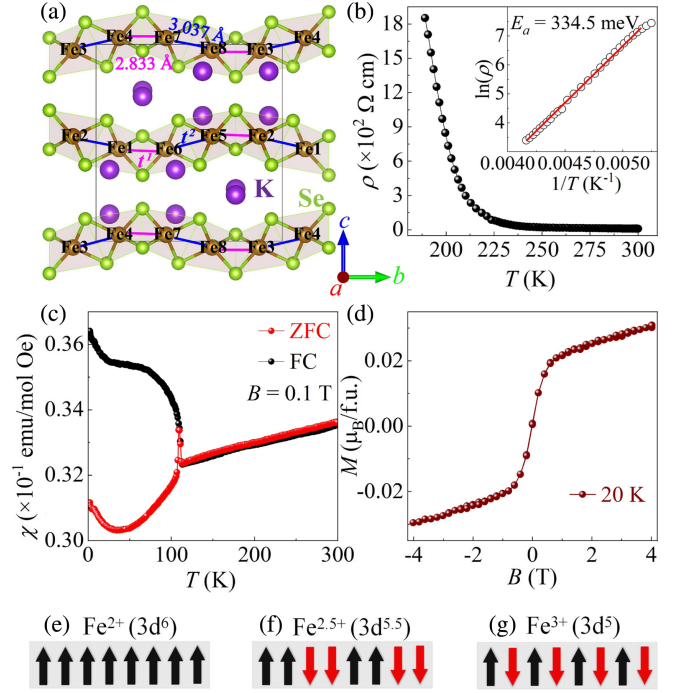 (a)
3.037 Å
Fe3 Fe4 Fe7 Fe8 Fe3 Fe4
2.833 Å
Fe2 t² Fe5 Fe2
Fe1 t¹ Fe6 Fe1
K
Se
Fe3 Fe4 Fe7 Fe8 Fe3 Fe4
c
a b
(b)
ρ (×10² Ω cm)
18
15
12
9
6
3
0
200 225 250 275 300
T (K)
Eₐ = 334.5 meV
ln(ρ)
7
6
5
4
0.0040 0.0045 0.0050
1/T (K⁻¹)
(c)
χ (×10⁻¹ emu/mol Oe)
0.36
0.34
0.32
0.30
ZFC
FC
B = 0.1 T
0 100 200 300
T (K)
(d)
M (μB/f.u.)
0.02
0.00
-0.02
20 K
-4 -2 0 2 4
B (T)
(e) Fe²⁺ (3d⁶)
(f) Fe²·⁵⁺ (3d⁵·⁵)
(g) Fe³⁺ (3d⁵)